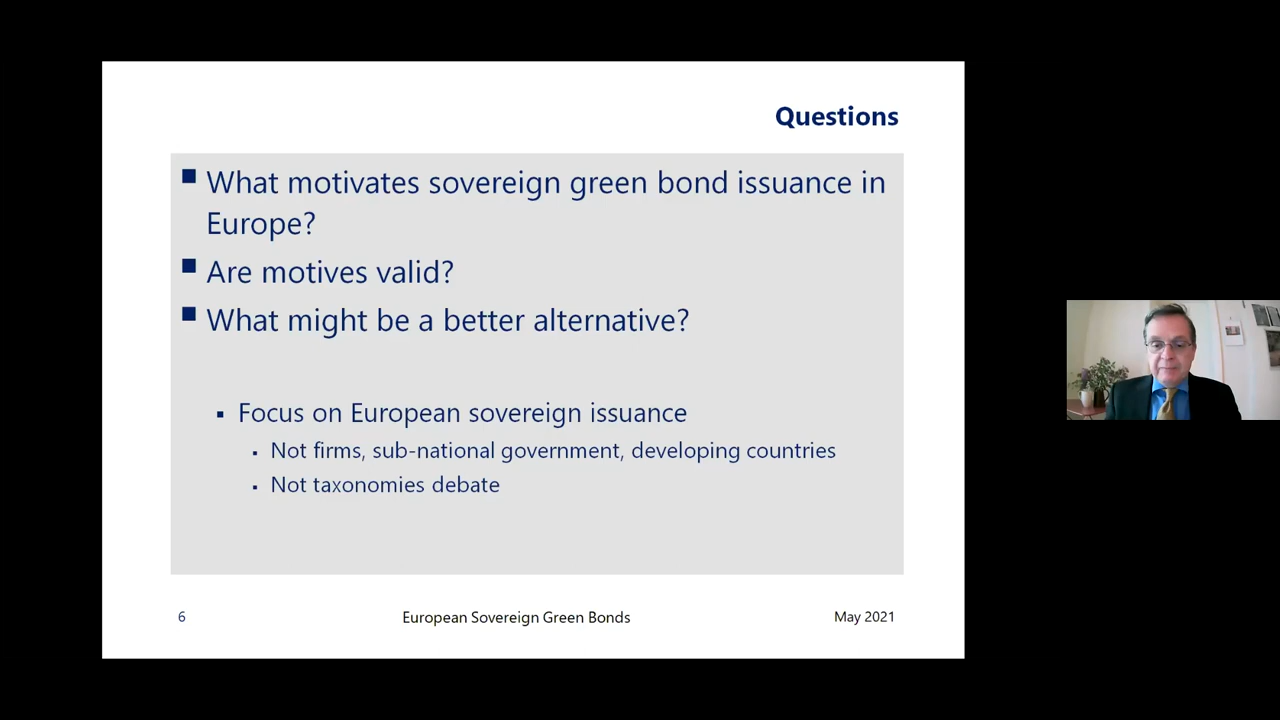 Questions
What motivates sovereign green bond issuance in
Europe?
Are motives valid?
What might be a better alternative?
Focus on European sovereign issuance
Not firms, sub-national government, developing countries
Not taxonomies debate
6 European Sovereign Green Bonds May 2021